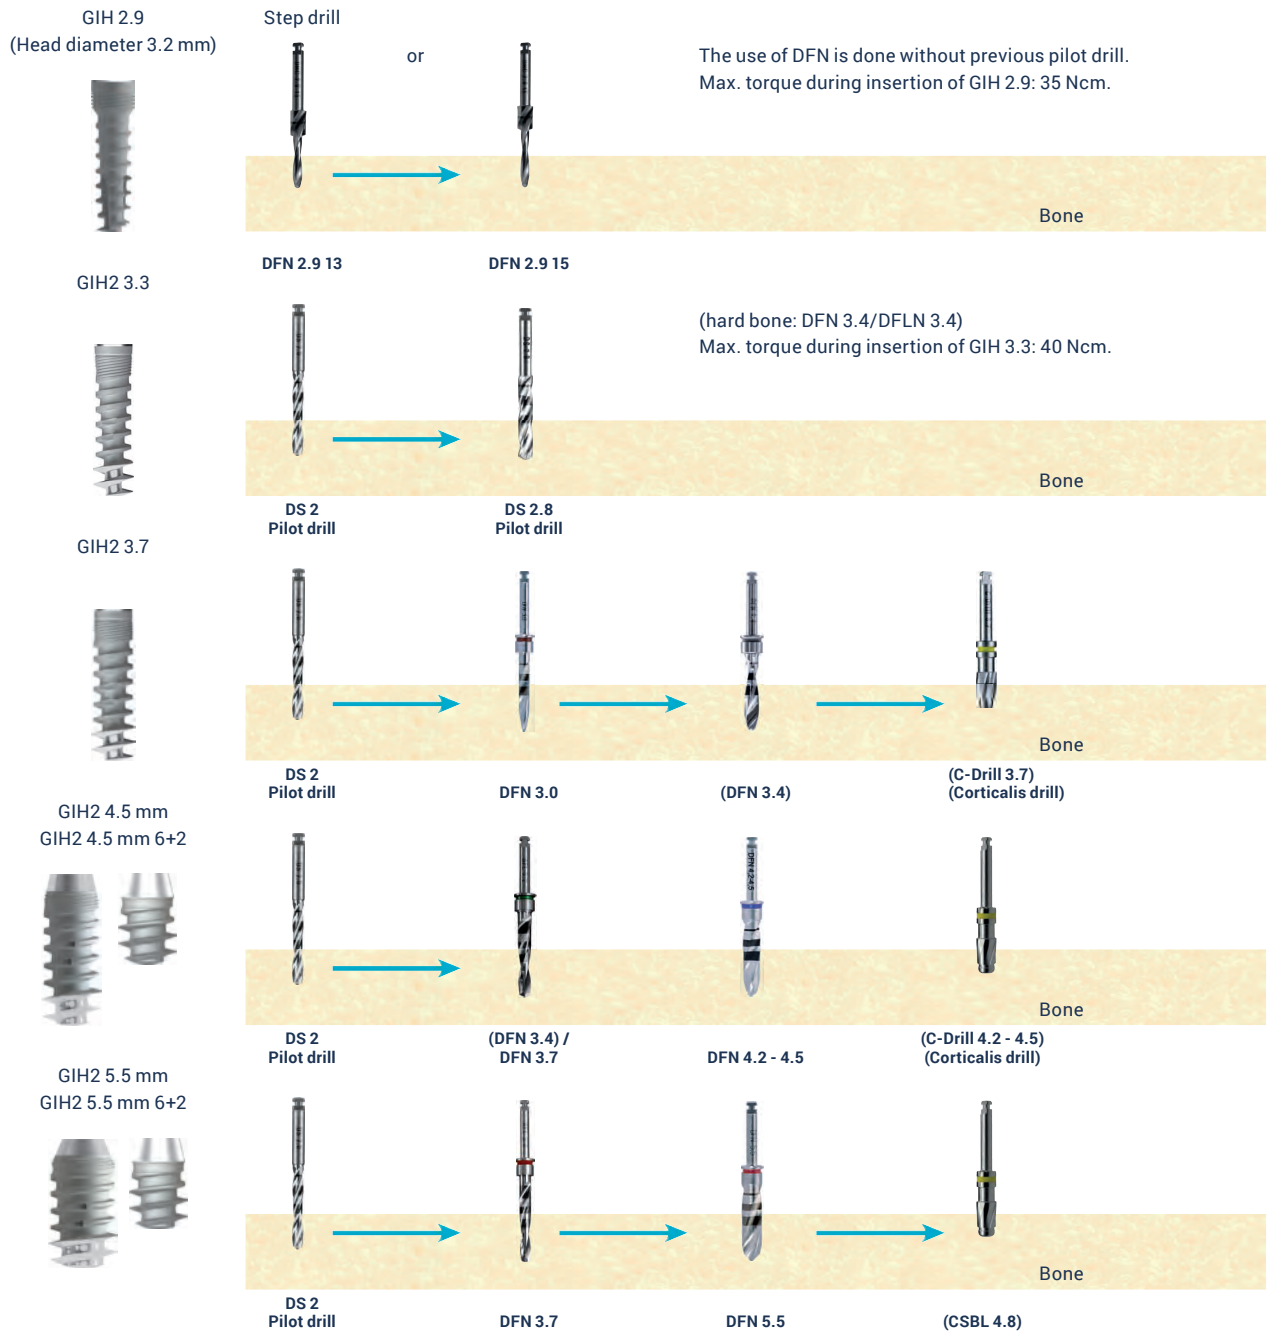 GIH 2.9
(Head diameter 3.2 mm)
Step drill
or
The use of DFN is done without previous pilot drill.
Max. torque during insertion of GIH 2.9: 35 Ncm.
Bone
DFN 2.9 13
DFN 2.9 15
GIH2 3.3
(hard bone: DFN 3.4/DFLN 3.4)
Max. torque during insertion of GIH 3.3: 40 Ncm.
Bone
DS 2
Pilot drill
DS 2.8
Pilot drill
GIH2 3.7
Bone
DS 2
Pilot drill
DFN 3.0
(DFN 3.4)
(C-Drill 3.7)
(Corticalis drill)
GIH2 4.5 mm
GIH2 4.5 mm 6+2
DFN 4.2-4.5
Bone
DS 2
Pilot drill
(DFN 3.4) /
DFN 3.7
DFN 4.2 - 4.5
(C-Drill 4.2 - 4.5)
(Corticalis drill)
GIH2 5.5 mm
GIH2 5.5 mm 6+2
Bone
DS 2
Pilot drill
DFN 3.7
DFN 5.5
(CSBL 4.8)